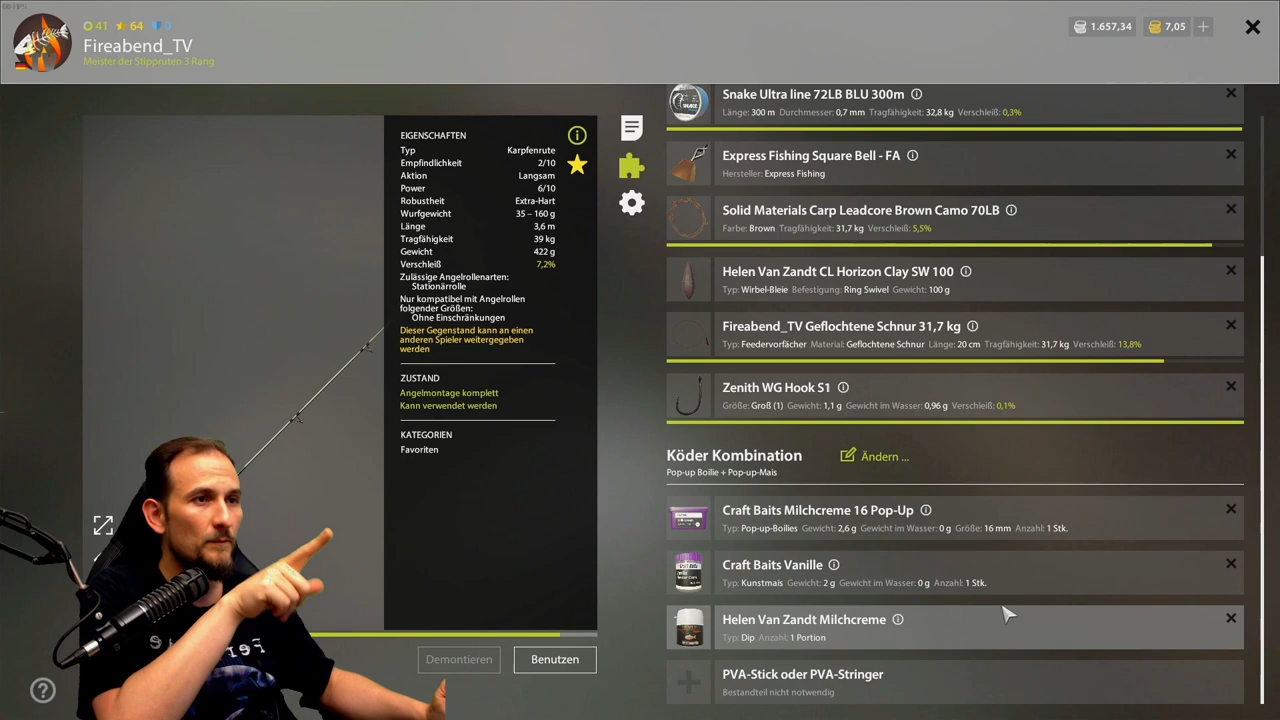 41 64
Fireabend_TV
Meister der Stippruten 3 Rang
1.657,34 7,05
EIGENSCHAFTEN
Typ Karpfenrute
Empfindlichkeit 2/10
Aktion Langsam
Power 6/10
Robustheit Extra-Hart
Wurfgewicht 35 – 160 g
Länge 3,6 m
Tragfähigkeit 39 kg
Gewicht 422 g
Verschleiß 7,2%
Zulässige Angelrollenarten:
Stationärrolle
Nur kompatibel mit Angelrollen
folgender Größen:
Ohne Einschränkungen
Dieser Gegenstand kann an einen
anderen Spieler weitergegeben
werden
ZUSTAND
Angelmontage komplett
Kann verwendet werden
KATEGORIEN
Favoriten
Demontieren Benutzen
Snake Ultra line 72LB BLU 300m
Länge: 300 m Durchmesser: 0,7 mm Tragfähigkeit: 32,8 kg Verschleiß: 0,3%
Express Fishing Square Bell - FA
Hersteller: Express Fishing
Solid Materials Carp Leadcore Brown Camo 70LB
Farbe: Brown Tragfähigkeit: 31,7 kg Verschleiß: 5,5%
Helen Van Zandt CL Horizon Clay SW 100
Typ: Wirbel-Bleie Befestigung: Ring Swivel Gewicht: 100 g
Fireabend_TV Geflochtene Schnur 31,7 kg
Typ: Feedervorfächer Material: Geflochtene Schnur Länge: 20 cm Tragfähigkeit: 31,7 kg Verschleiß: 13,8%
Zenith WG Hook S1
Größe: Groß (1) Gewicht: 1,1 g Gewicht im Wasser: 0,96 g Verschleiß: 0,1%
Köder Kombination Ändern ...
Pop-up Boilie + Pop-up-Mais
Craft Baits Milchcreme 16 Pop-Up
Typ: Pop-up-Boilies Gewicht: 2,6 g Gewicht im Wasser: 0 g Größe: 16 mm Anzahl: 1 Stk.
Craft Baits Vanille
Typ: Kunstmais Gewicht: 2 g Gewicht im Wasser: 0 g Anzahl: 1 Stk.
Helen Van Zandt Milchcreme
Typ: Dip Anzahl: 1 Portion
PVA-Stick oder PVA-Stringer
Bestandteil nicht notwendig